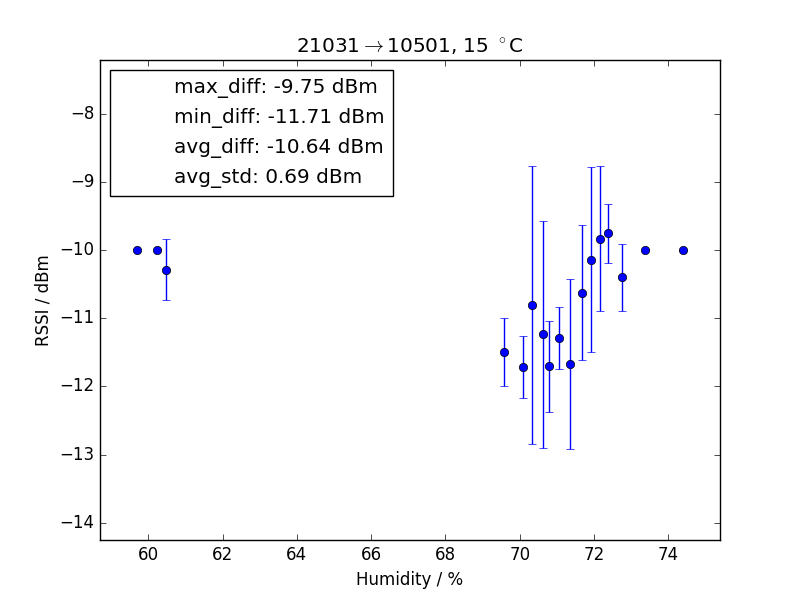 21031→10501, 15 °C
max_diff: -9.75 dBm
min_diff: -11.71 dBm
avg_diff: -10.64 dBm
avg_std: 0.69 dBm
RSSI / dBm
−8
−9
−10
−11
−12
−13
−14
60 62 64 66 68 70 72 74
Humidity / %